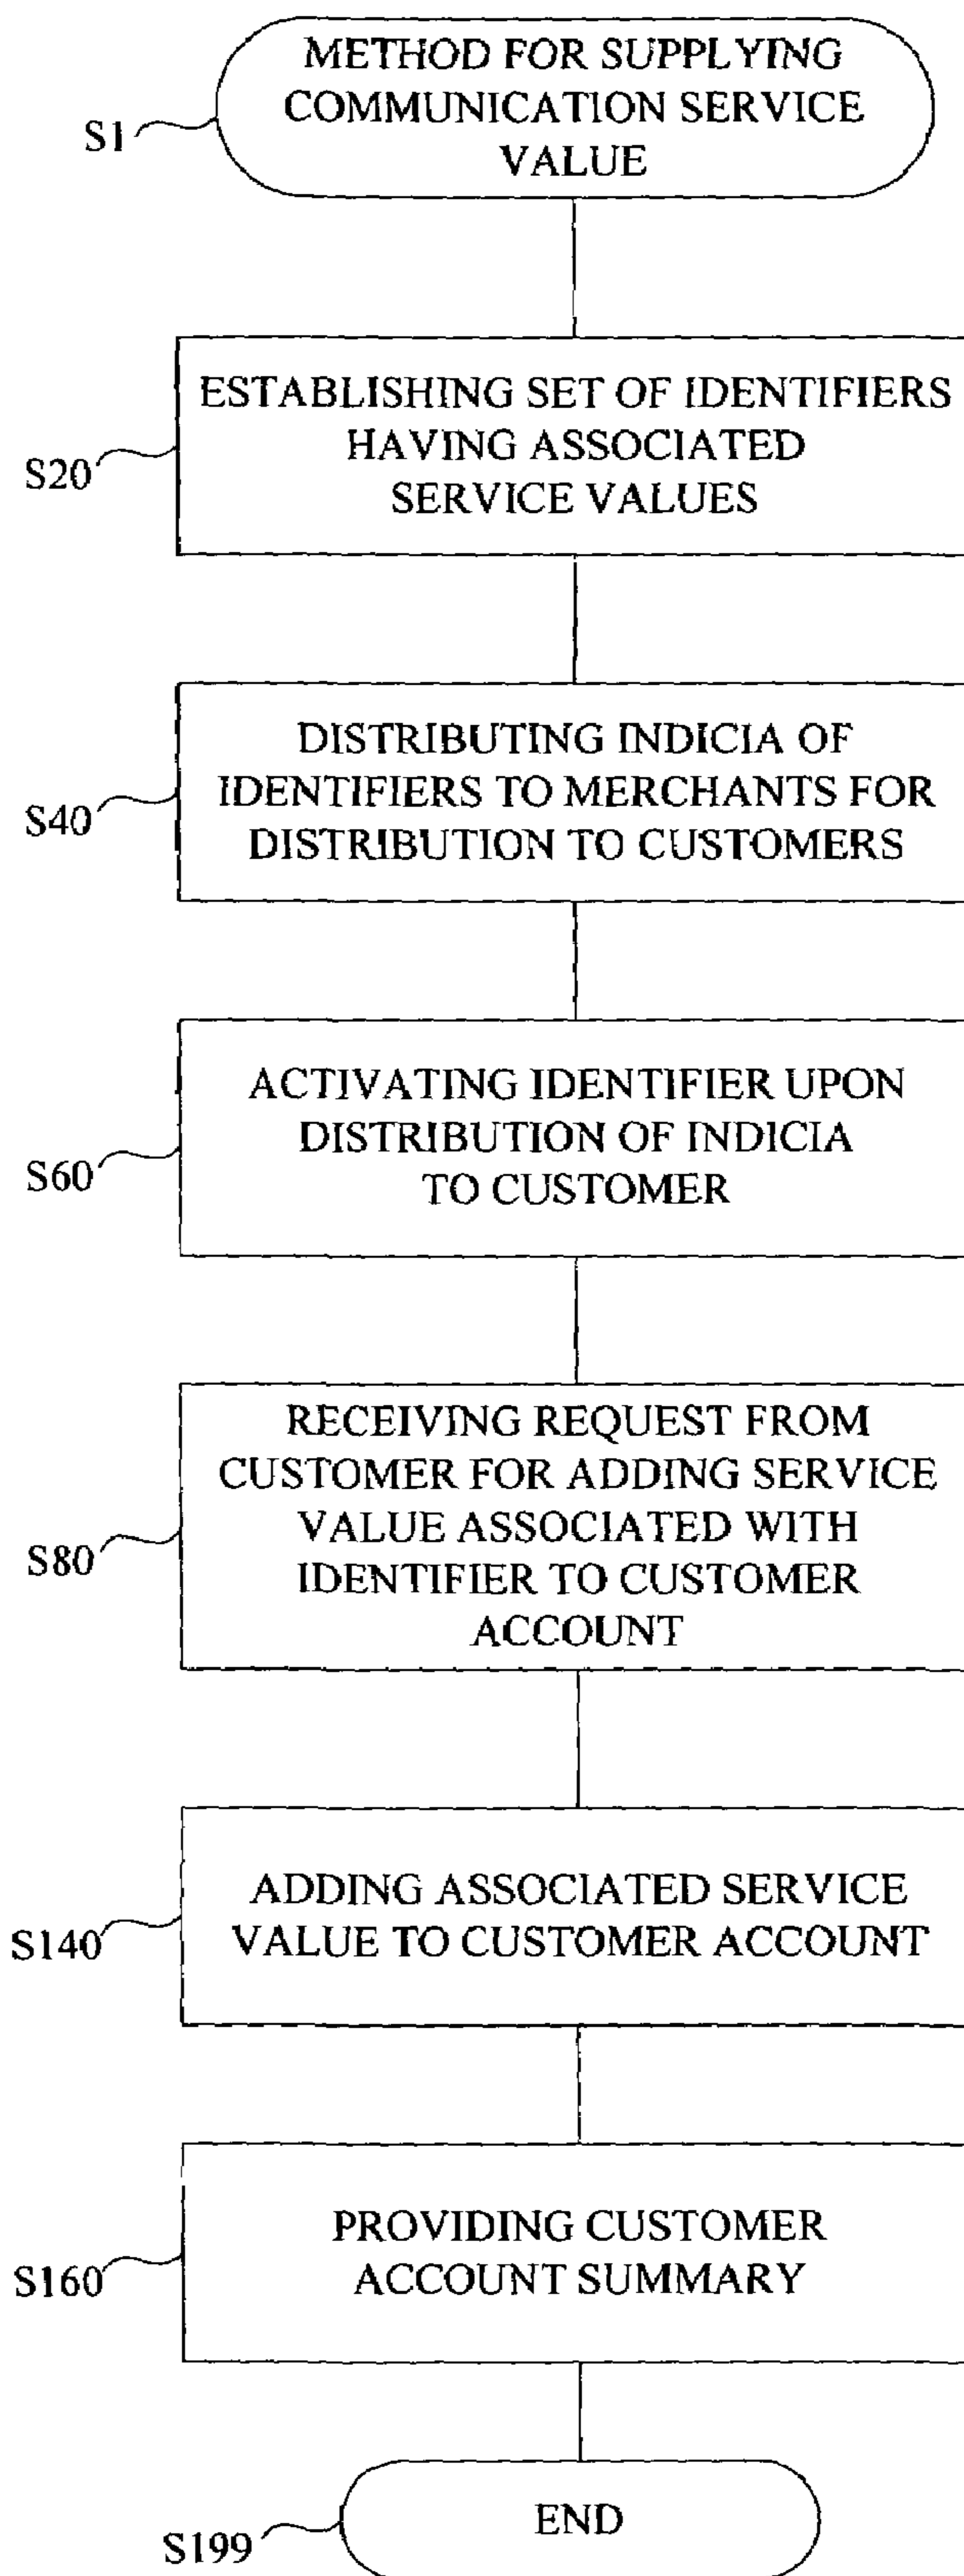 METHOD FOR SUPPLYING
COMMUNICATION SERVICE
VALUE
S1
ESTABLISHING SET OF IDENTIFIERS
HAVING ASSOCIATED
SERVICE VALUES
S20
DISTRIBUTING INDICIA OF
IDENTIFIERS TO MERCHANTS FOR
DISTRIBUTION TO CUSTOMERS
S40
ACTIVATING IDENTIFIER UPON
DISTRIBUTION OF INDICIA
TO CUSTOMER
S60
RECEIVING REQUEST FROM
CUSTOMER FOR ADDING SERVICE
VALUE ASSOCIATED WITH
IDENTIFIER TO CUSTOMER
ACCOUNT
S80
ADDING ASSOCIATED SERVICE
VALUE TO CUSTOMER ACCOUNT
S140
PROVIDING CUSTOMER
ACCOUNT SUMMARY
S160
END
S199